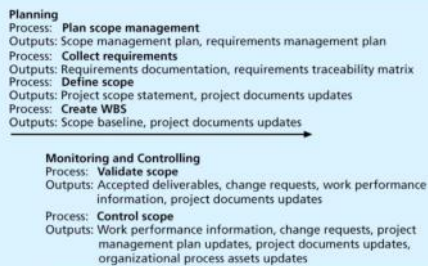 Planning
Process: Plan scope management
Outputs: Scope management plan, requirements management plan
Process: Collect requirements
Outputs: Requirements documentation, requirements traceability matrix
Process: Define scope
Outputs: Project scope statement, project documents updates
Process: Create WBS
Outputs: Scope baseline, project documents updates
Monitoring and Controlling
Process: Validate scope
Outputs: Accepted deliverables, change requests, work performance
information, project documents updates
Process: Control scope
Outputs: Work performance information, change requests, project
management plan updates, project documents updates,
organizational process assets updates